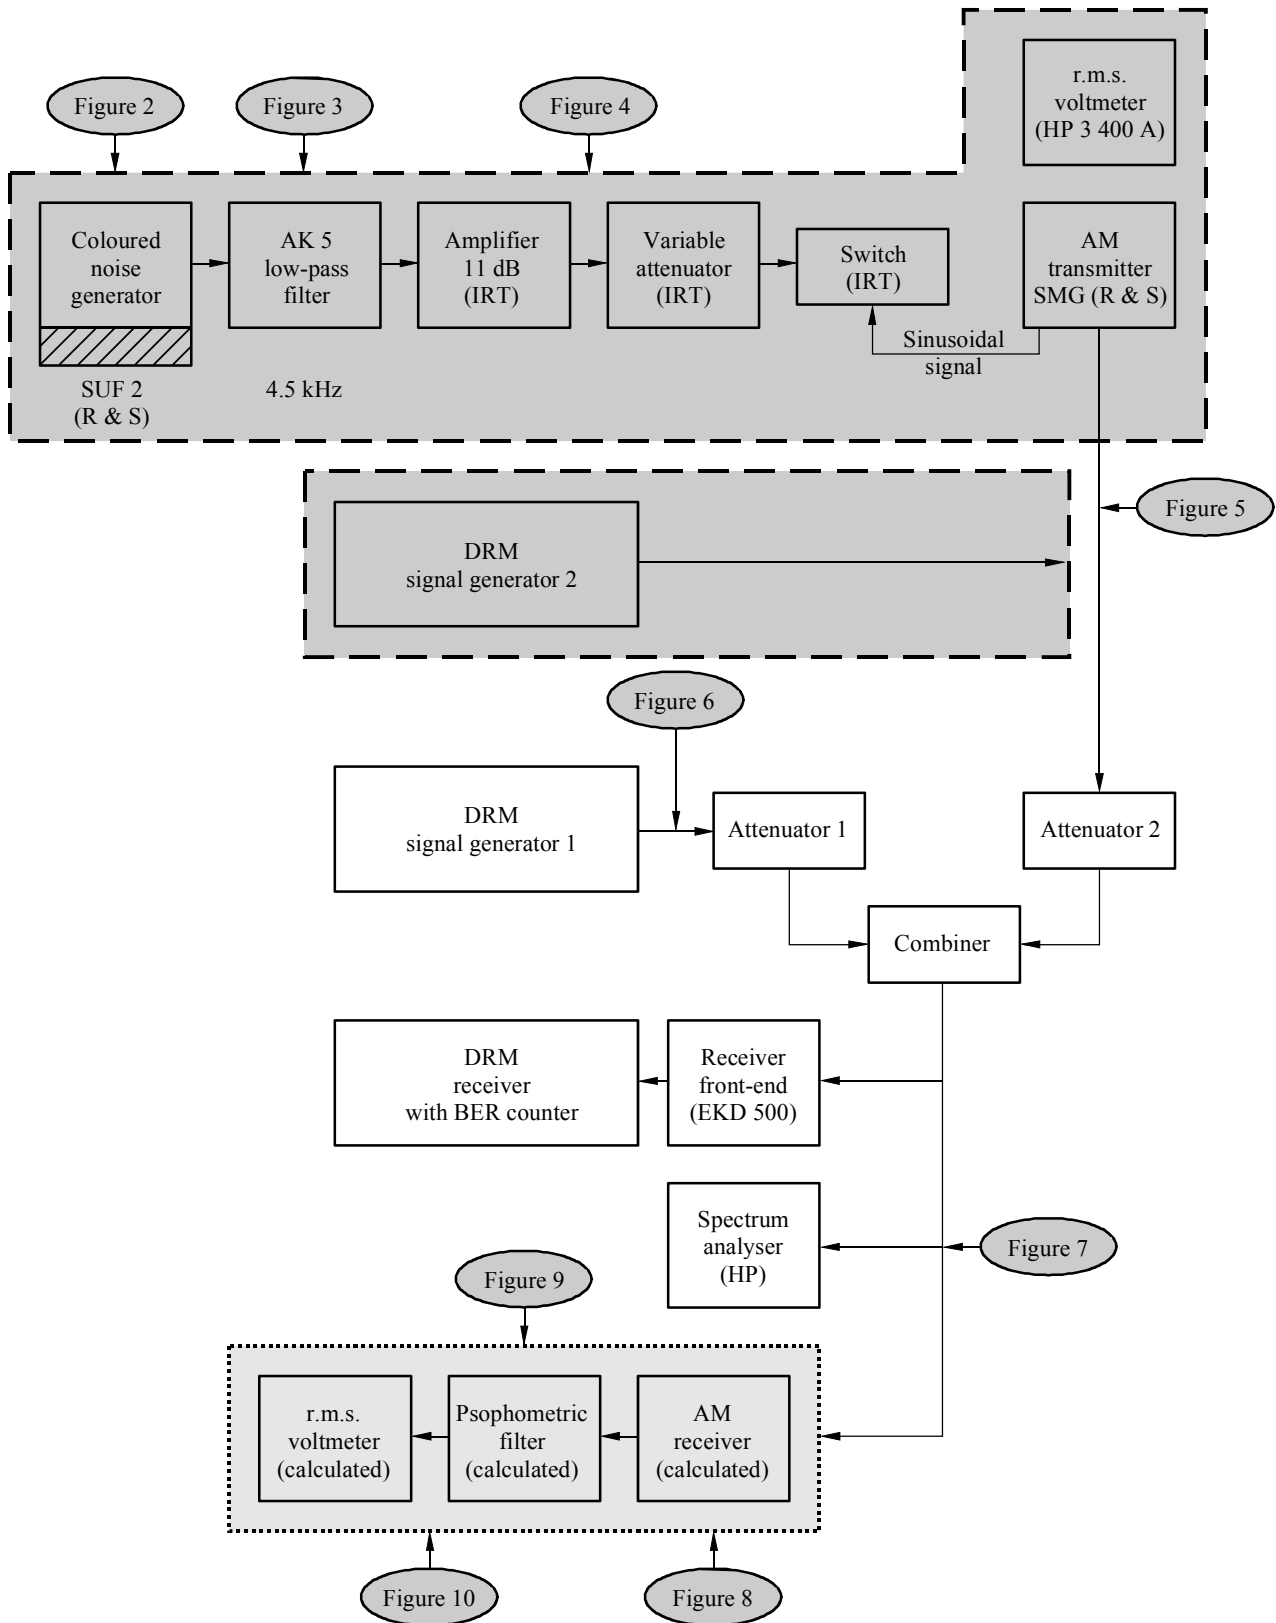 r.m.s.
voltmeter
(HP 3 400 A)
Figure 2
Figure 3
Figure 4
Coloured
noise
generator
AK 5
low-pass
filter
Amplifier
11 dB
(IRT)
Variable
attenuator
(IRT)
Switch
(IRT)
AM
transmitter
SMG (R & S)
Sinusoidal
signal
SUF 2
(R & S)
4.5 kHz
DRM
signal generator 2
Figure 5
Figure 6
DRM
signal generator 1
Attenuator 1
Attenuator 2
Combiner
DRM
receiver
with BER counter
Receiver
front-end
(EKD 500)
Spectrum
analyser
(HP)
Figure 7
Figure 9
r.m.s.
voltmeter
(calculated)
Psophometric
filter
(calculated)
AM
receiver
(calculated)
Figure 10
Figure 8